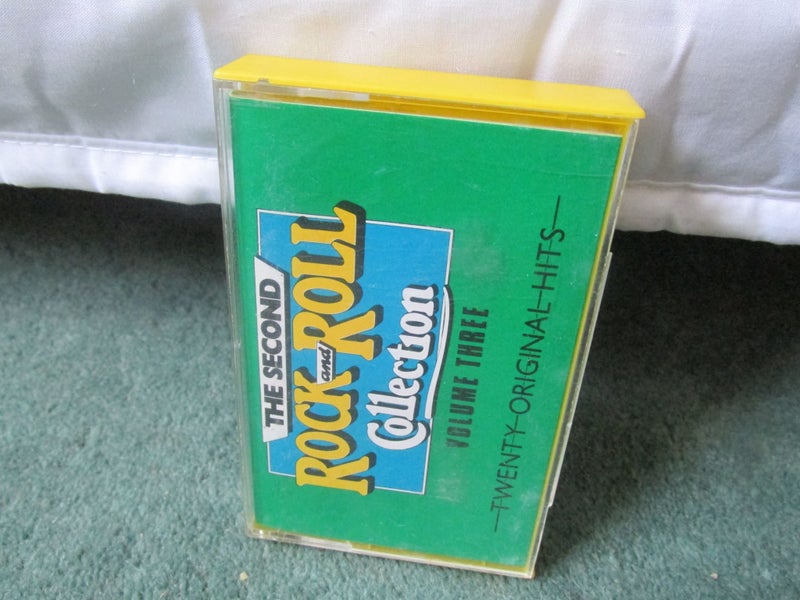 THE SECOND
ROCK and ROLL
Collection
VOLUME THREE
TWENTY ORIGINAL HITS